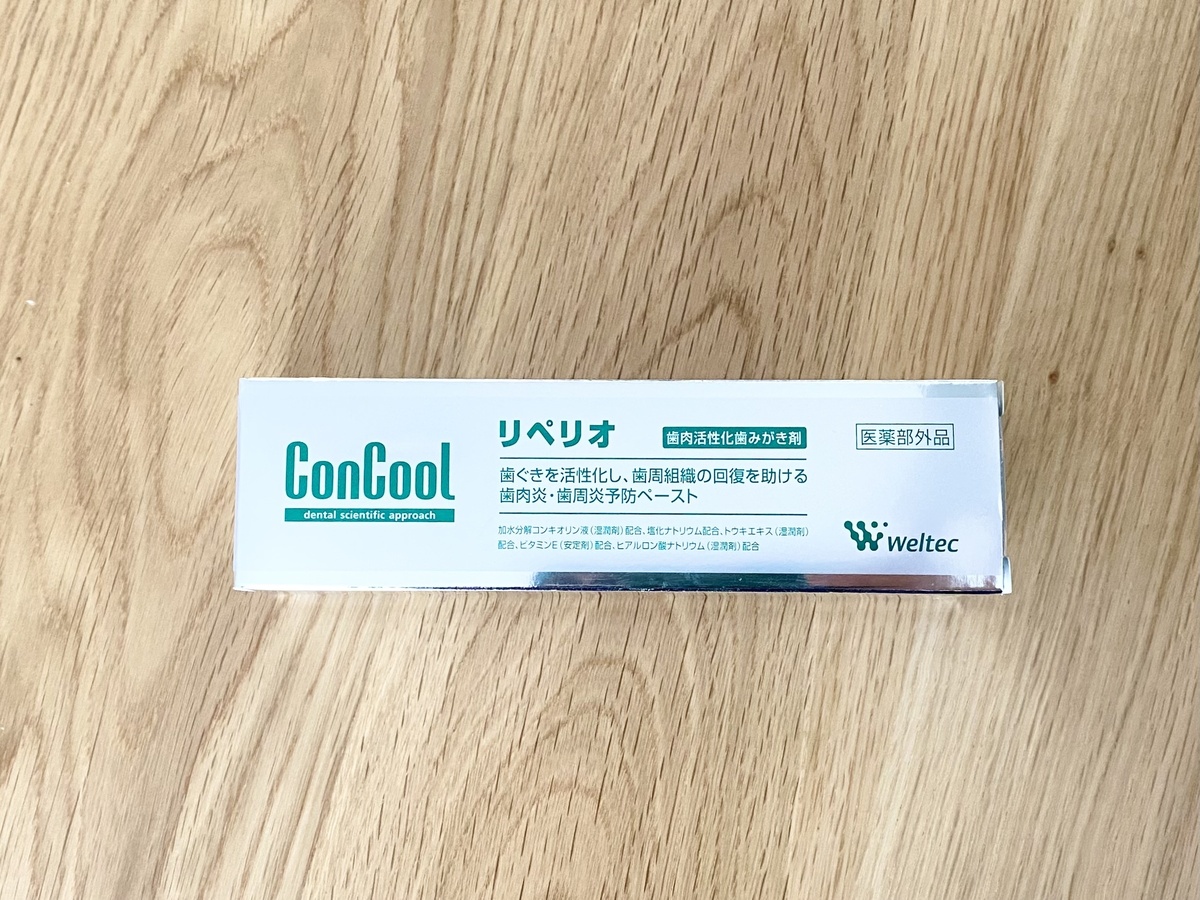 ConCool
dental scientific approach
リペリオ
歯肉活性化歯みがき剤
医薬部外品
歯ぐきを活性化し、歯周組織の回復を助ける
歯肉炎・歯周炎予防ペースト
加水分解コンキオリン液(湿潤剤)配合、塩化ナトリウム配合、トウキエキス(湿潤剤)
配合、ビタミンE(安定剤)配合、ヒアルロン酸ナトリウム(湿潤剤)配合
weltec